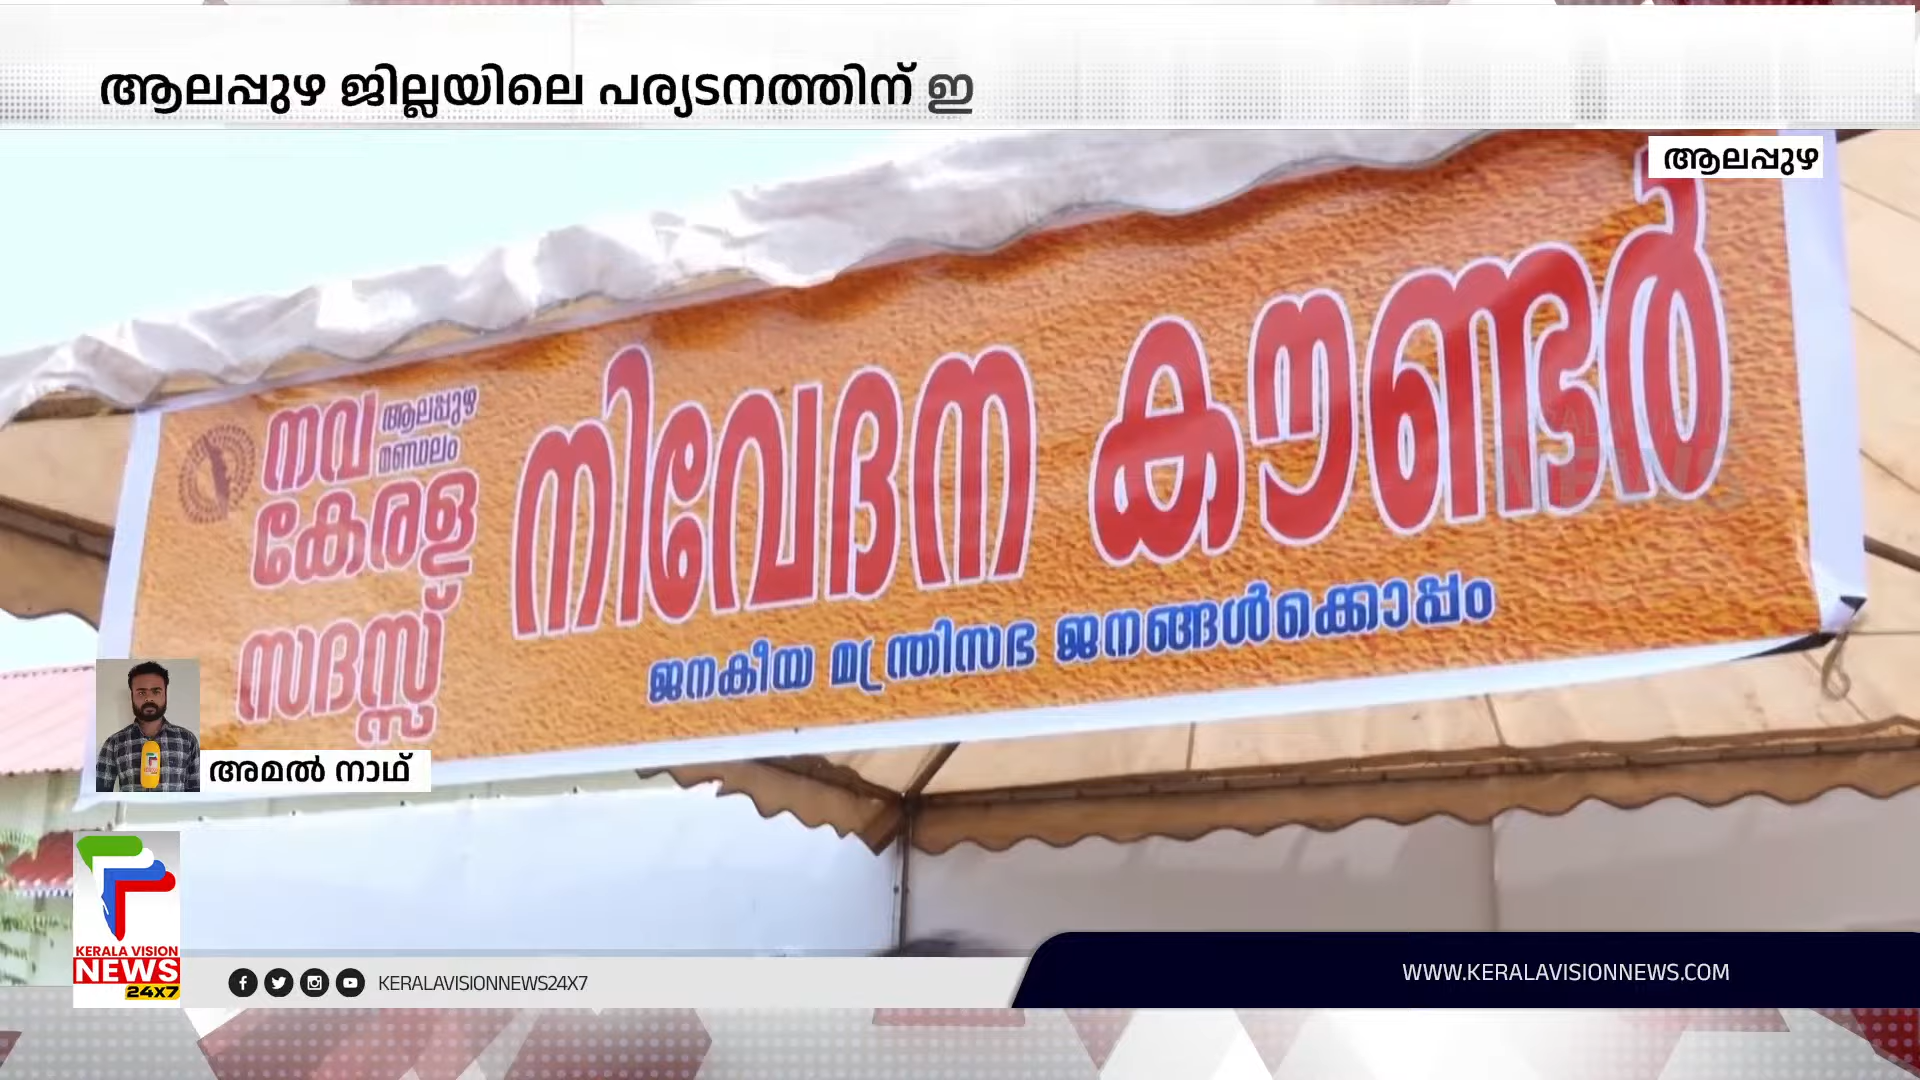 ആലപ്പുഴ ജില്ലയിലെ പര്യടനത്തിന് ഇ
ആലപ്പുഴ
നവ
ആലപ്പുഴ
മണ്ഡലം
കേരള
സദസ്സ്
നിവേദന കൗണ്ടർ
ജനകീയ മന്ത്രിസഭ ജനങ്ങൾക്കൊപ്പം
അമൽ നാഥ്
KERALA VISION
NEWS
24X7
KERALAVISIONNEWS24X7
WWW.KERALAVISIONNEWS.COM